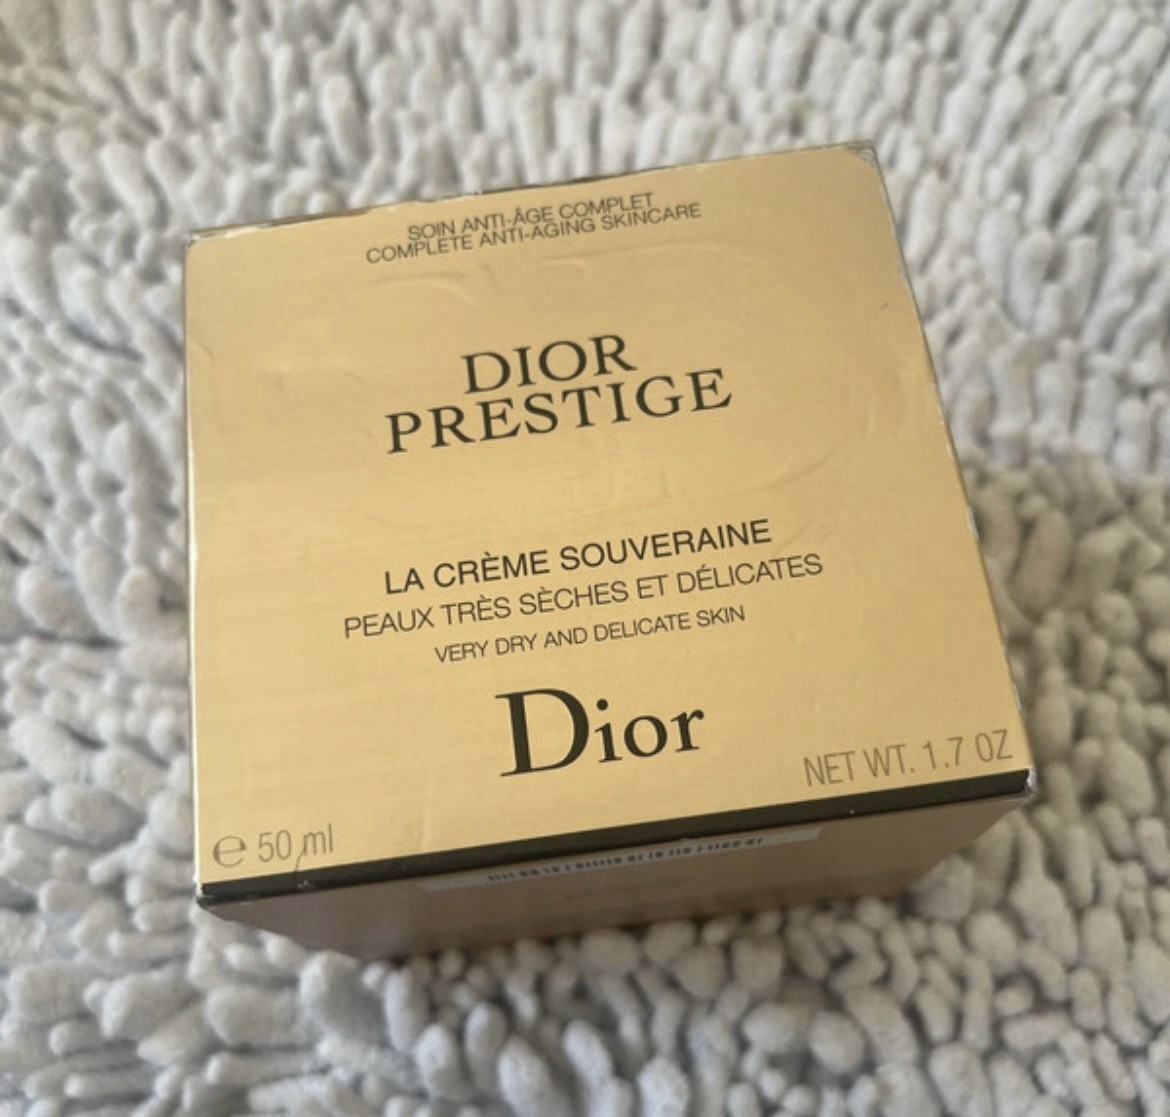 SOIN ANTI-ÂGE COMPLET
COMPLETE ANTI-AGING SKINCARE
DIOR
PRESTIGE
LA CRÈME SOUVERAINE
PEAUX TRÈS SÈCHES ET DÉLICATES
VERY DRY AND DELICATE SKIN
Dior
NET WT. 1.7 OZ
℮ 50 ml